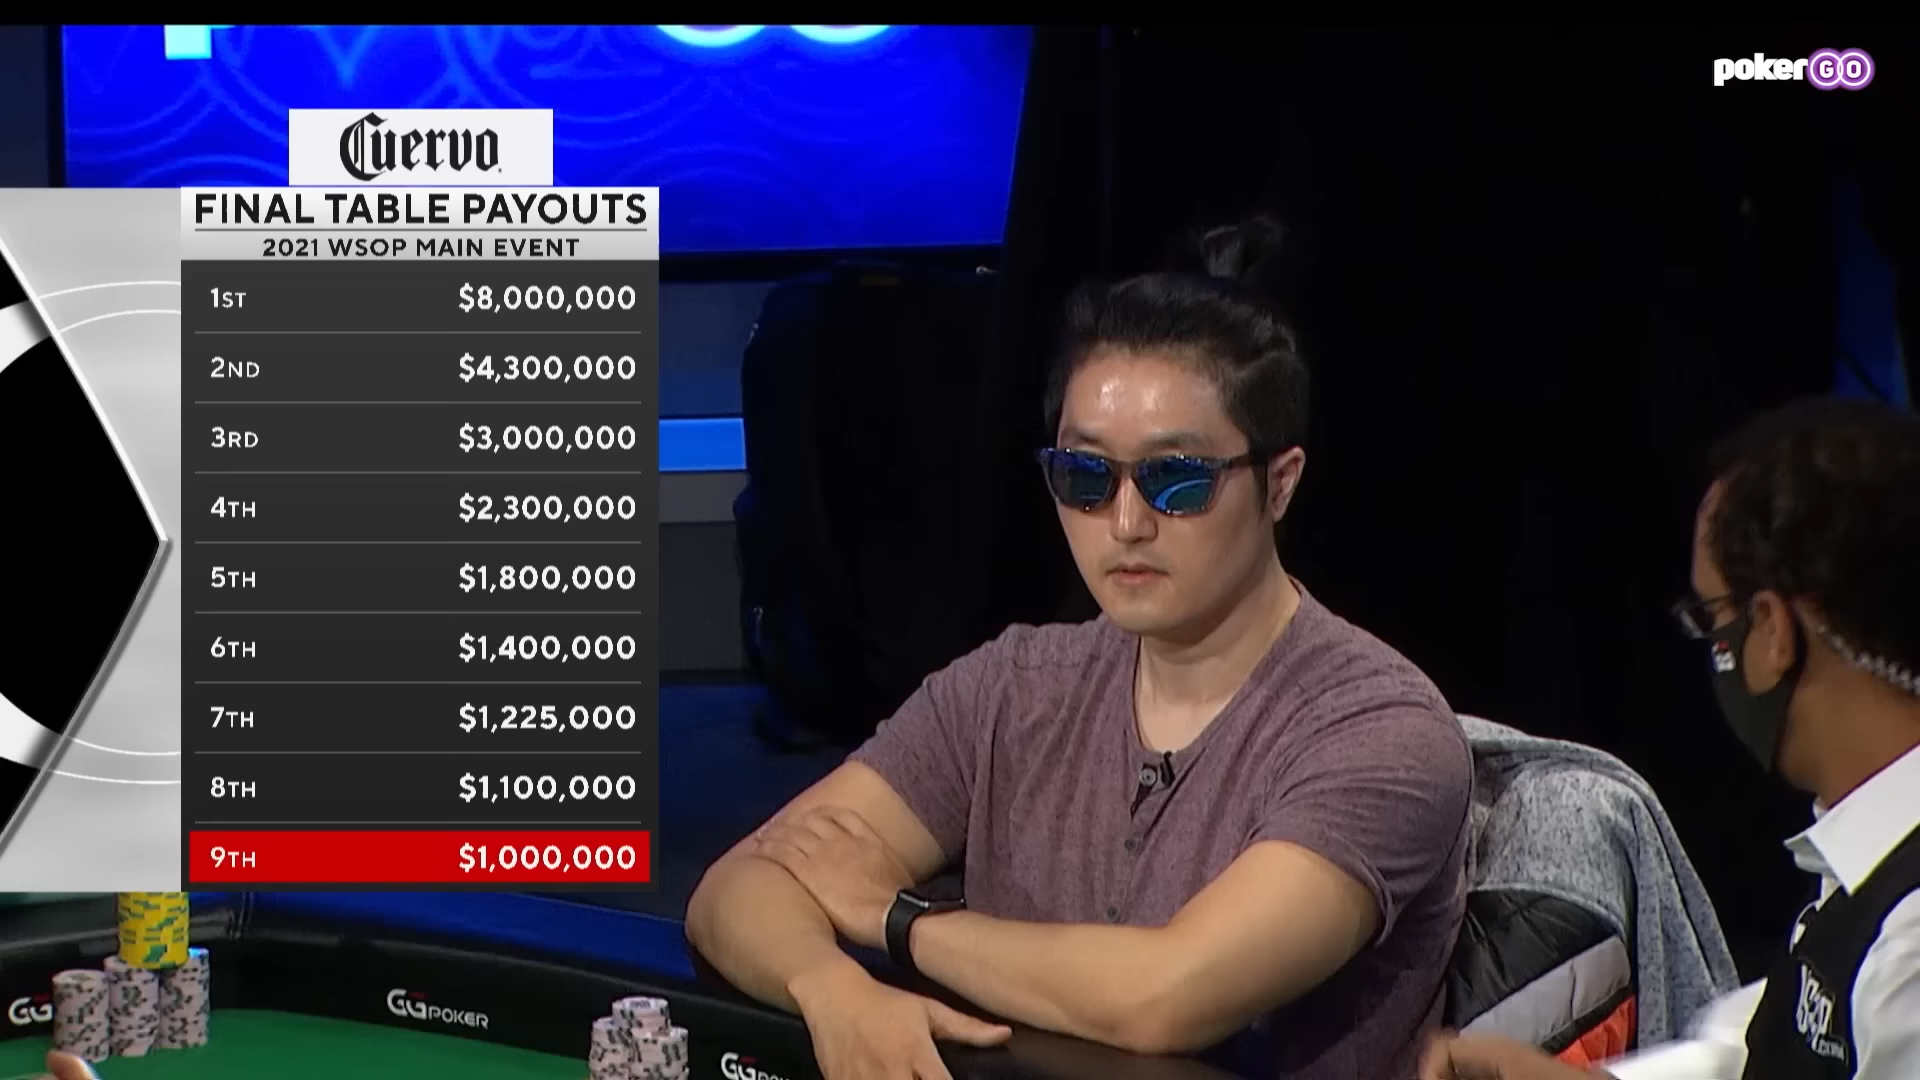 pokerGO
Cuervo
FINAL TABLE PAYOUTS
2021 WSOP MAIN EVENT
1ST $8,000,000
2ND $4,300,000
3RD $3,000,000
4TH $2,300,000
5TH $1,800,000
6TH $1,400,000
7TH $1,225,000
8TH $1,100,000
9TH $1,000,000
GG
GGPOKER